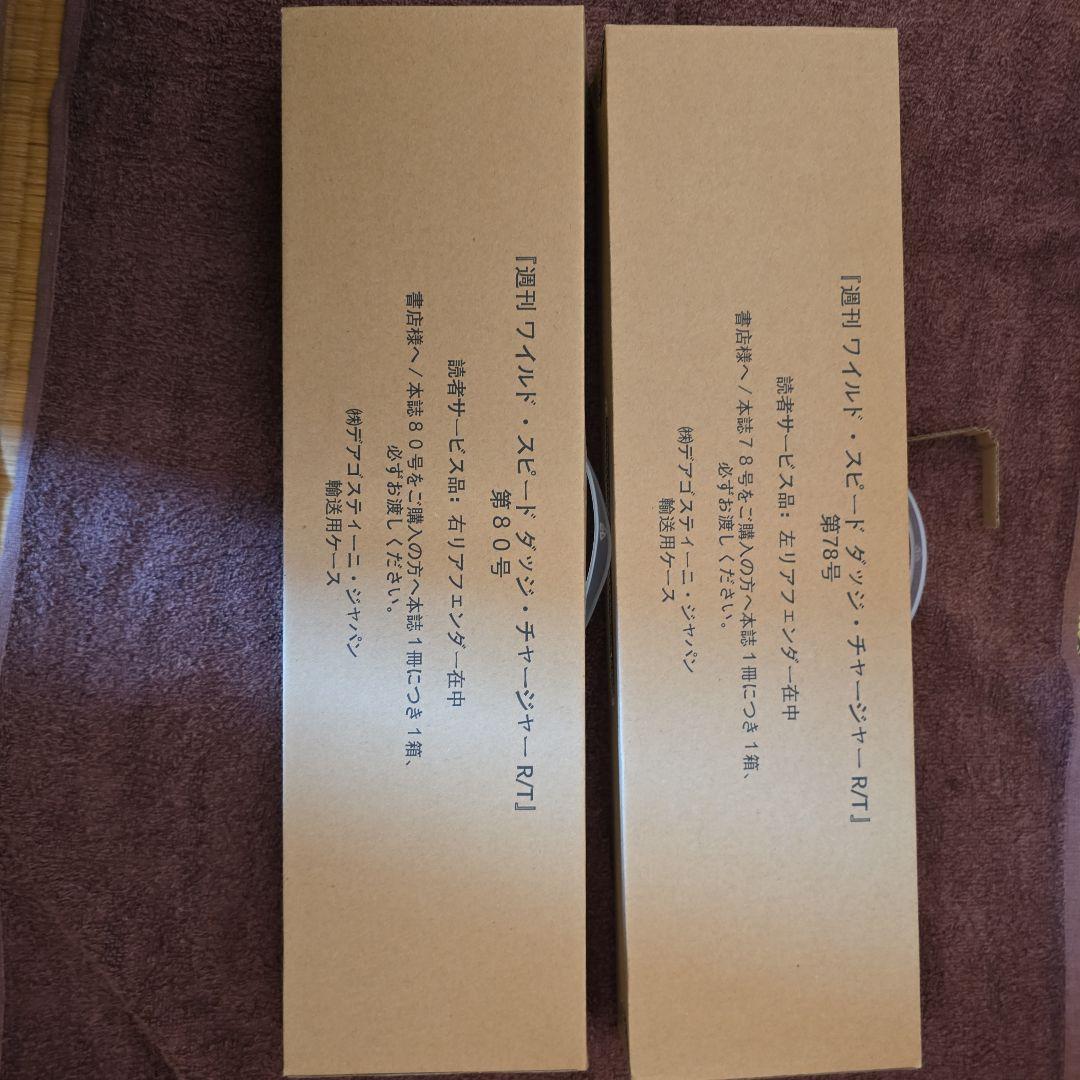 『週刊 ワイルド・スピード ダッジ・チャージャー R/T』
第８０号
読者サービス品：右リアフェンダー在中
書店様へ/本誌８０号をご購入の方へ本誌１冊につき１箱、
必ずお渡しください。
㈱デアゴスティーニ・ジャパン
輸送用ケース
『週刊 ワイルド・スピード ダッジ・チャージャー R/T』
第78号
読者サービス品：左リアフェンダー在中
書店様へ/本誌７８号をご購入の方へ本誌１冊につき１箱、
必ずお渡しください。
㈱デアゴスティーニ・ジャパン
輸送用ケース